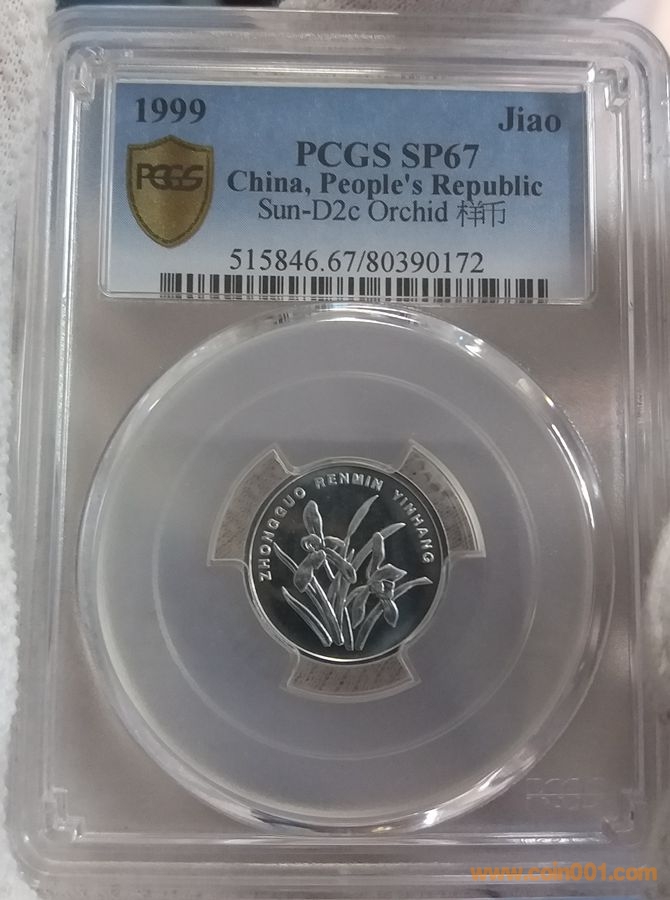 1999
Jiao
PCGS
PCGS SP67
China, People's Republic
Sun-D2c Orchid 样币
515846.67/80390172
ZHONGGUO RENMIN YINHANG
PCGS
www.coin001.com